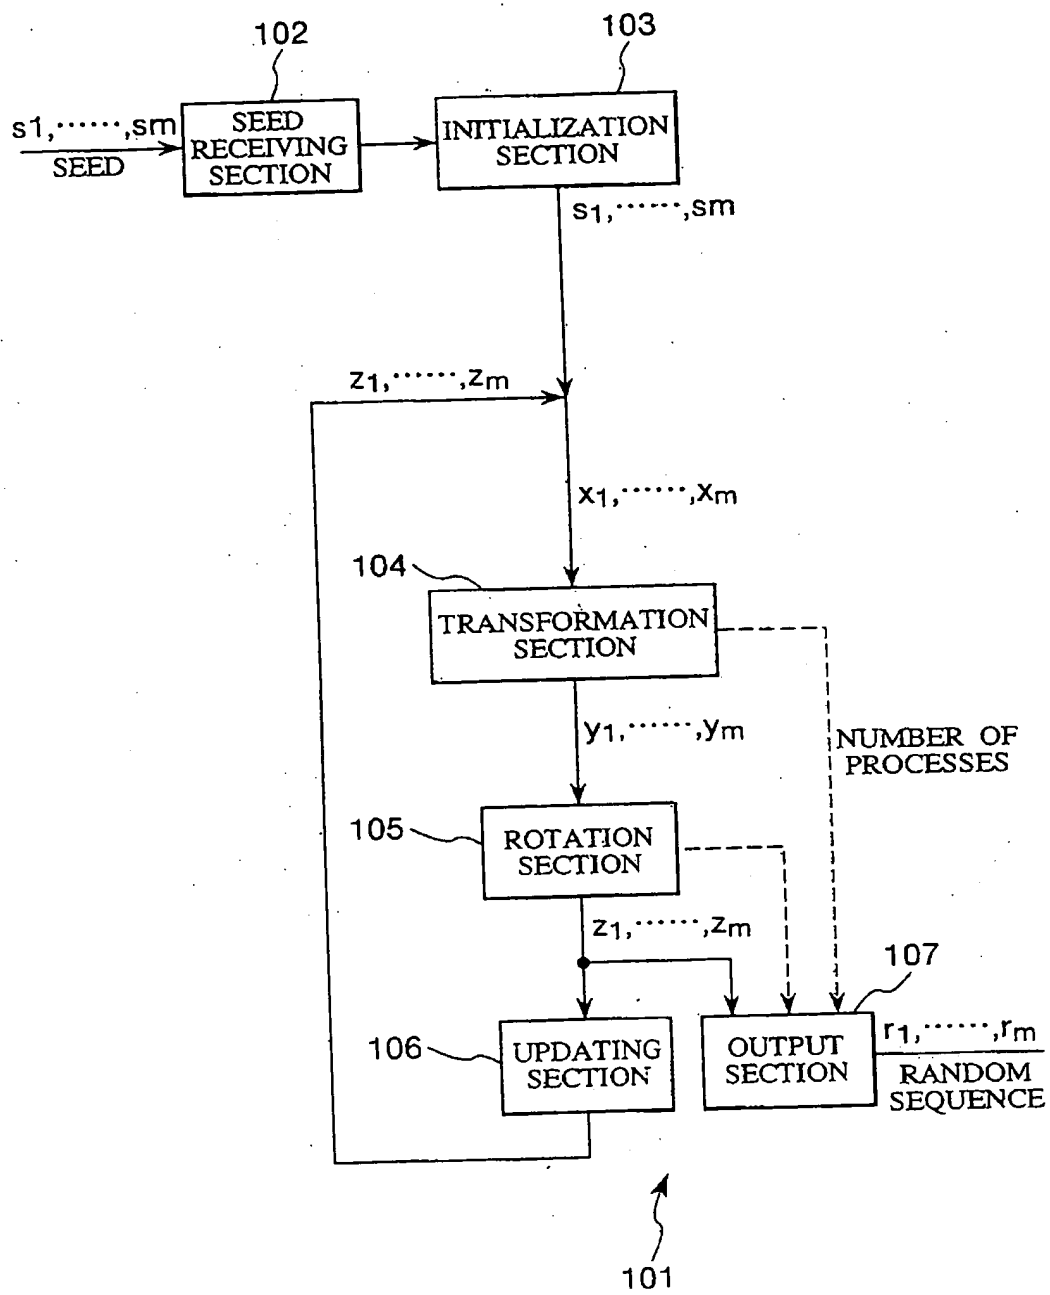 102
103
s1,······,sm
SEED
SEED
RECEIVING
SECTION
INITIALIZATION
SECTION
s1,······,sm
z1,······,zm
x1,······,xm
104
TRANSFORMATION
SECTION
y1,······,ym
NUMBER OF
PROCESSES
105
ROTATION
SECTION
z1,······,zm
107
106
UPDATING
SECTION
OUTPUT
SECTION
r1,······,rm
RANDOM
SEQUENCE
101